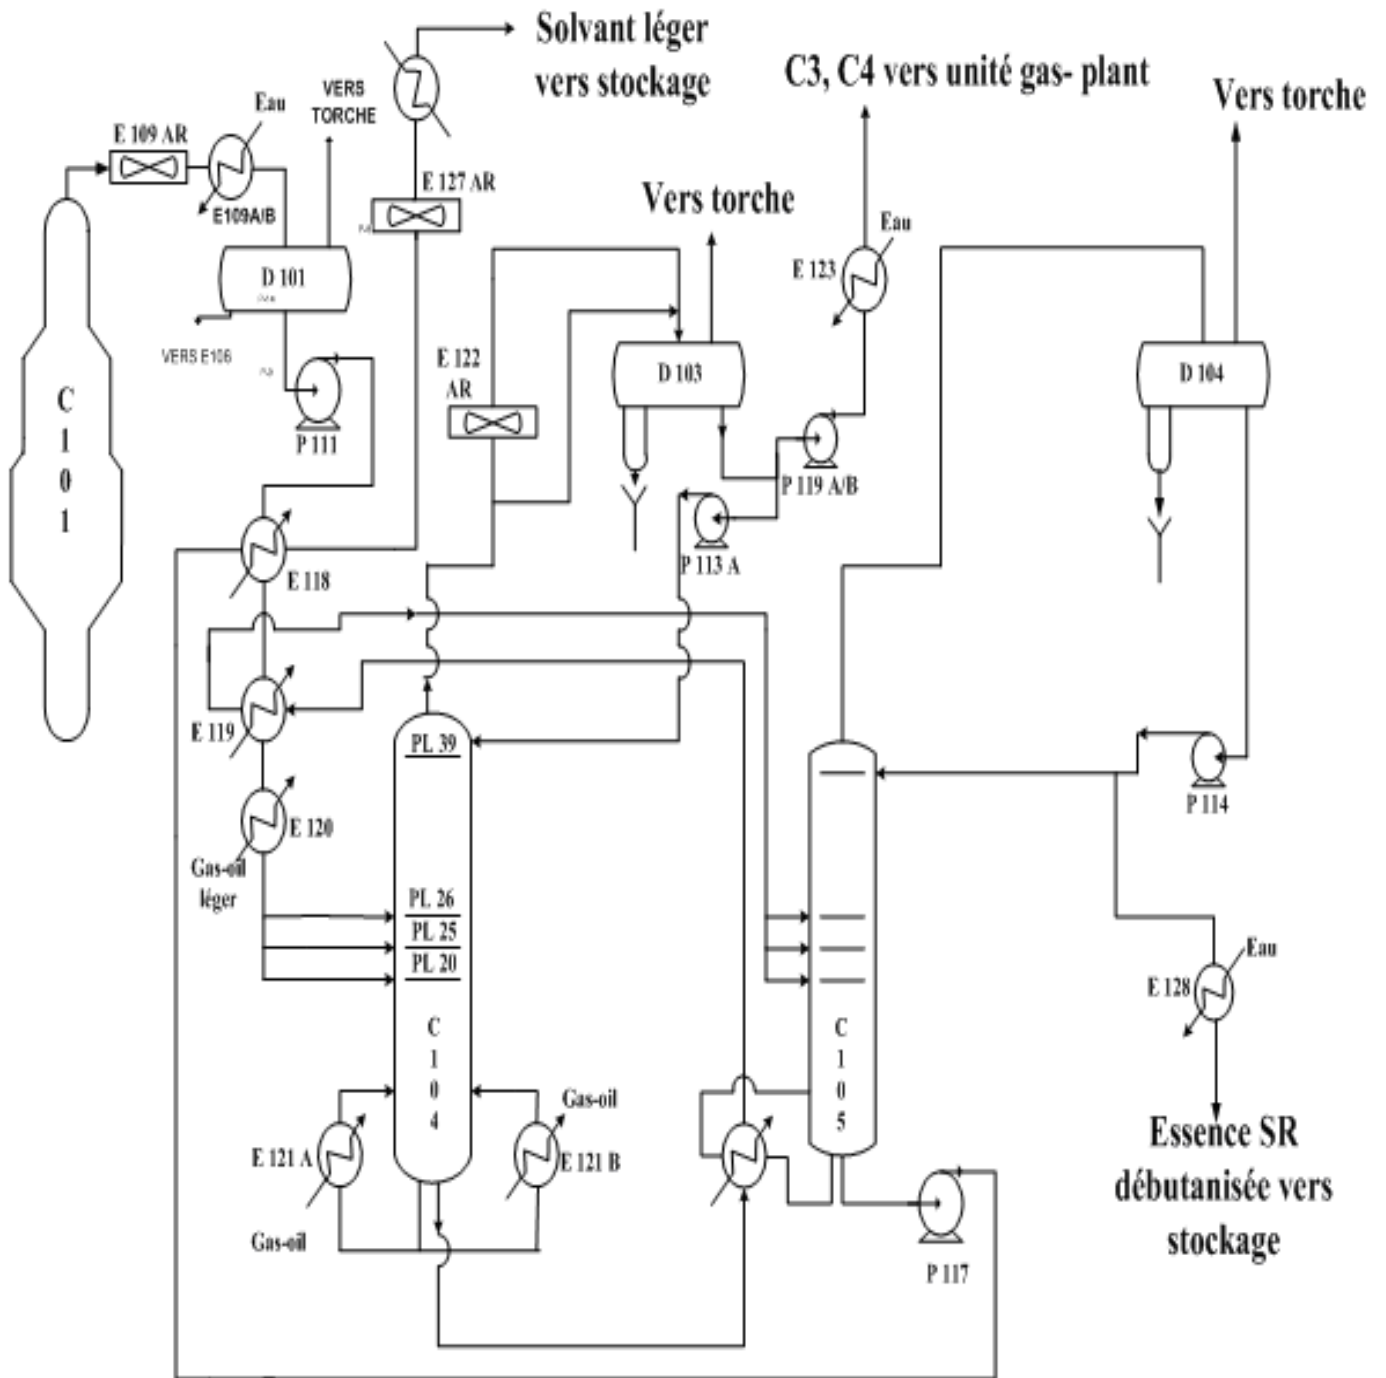 Solvant léger
vers stockage
C3, C4 vers unité gas- plant
Vers torche
VERS
TORCHE
Eau
E 109 AR
E109A/B
E 127 AR
Vers torche
Eau
E 123
D 101
VERS E106
P 111
E 122
AR
D 103
D 104
P 119 A/B
P 113 A
C
1
0
1
E 118
E 119
E 120
Gas-oil
léger
PL 39
PL 26
PL 25
PL 20
C
1
0
4
P 114
Eau
E 128
C
1
0
5
Gas-oil
E 121 A
E 121 B
Gas-oil
P 117
Essence SR
débutanisée vers
stockage